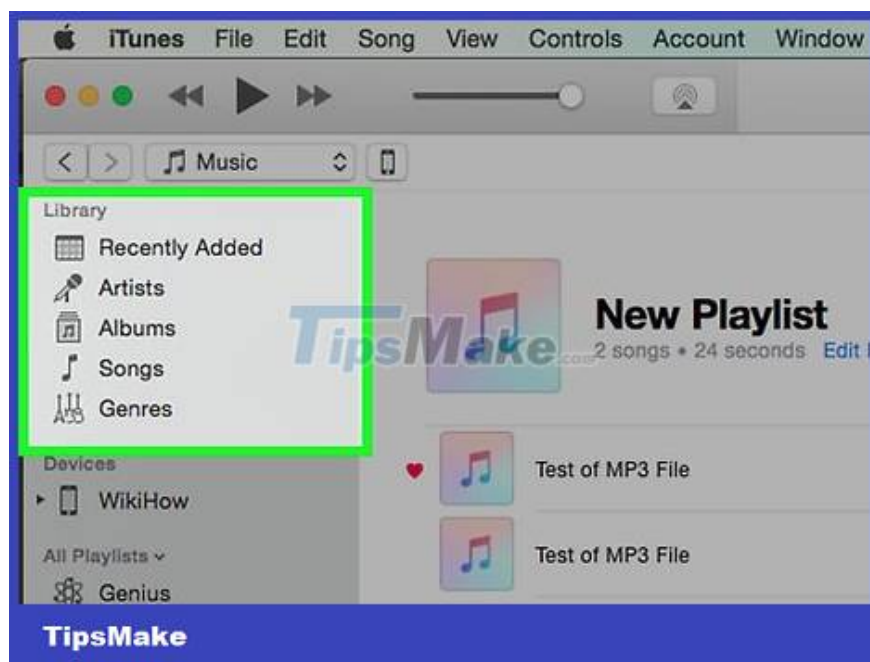 iTunes File Edit Song View Controls Account Window
Music
Library
Recently Added
Artists
Albums
Songs
Genres
TipsMake.com
New Playlist
2 songs • 24 seconds Edit
Devices
WikiHow
Test of MP3 File
All Playlists
Test of MP3 File
Genius
TipsMake